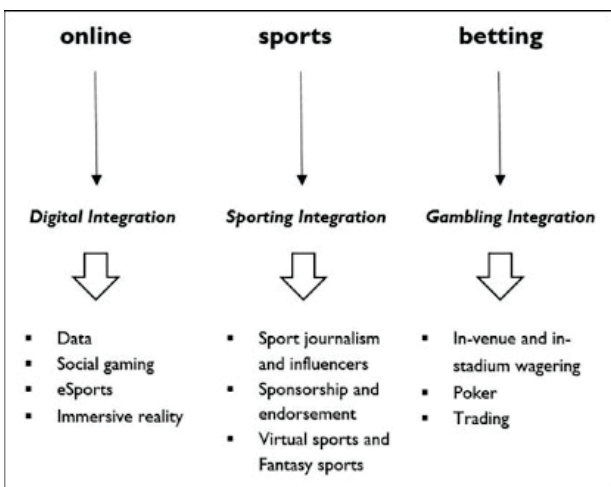 online
sports
betting
Digital Integration
Sporting Integration
Gambling Integration
▪ Data
▪ Social gaming
▪ eSports
▪ Immersive reality
▪ Sport journalism
and influencers
▪ Sponsorship and
endorsement
▪ Virtual sports and
Fantasy sports
▪ In-venue and in-
stadium wagering
▪ Poker
▪ Trading